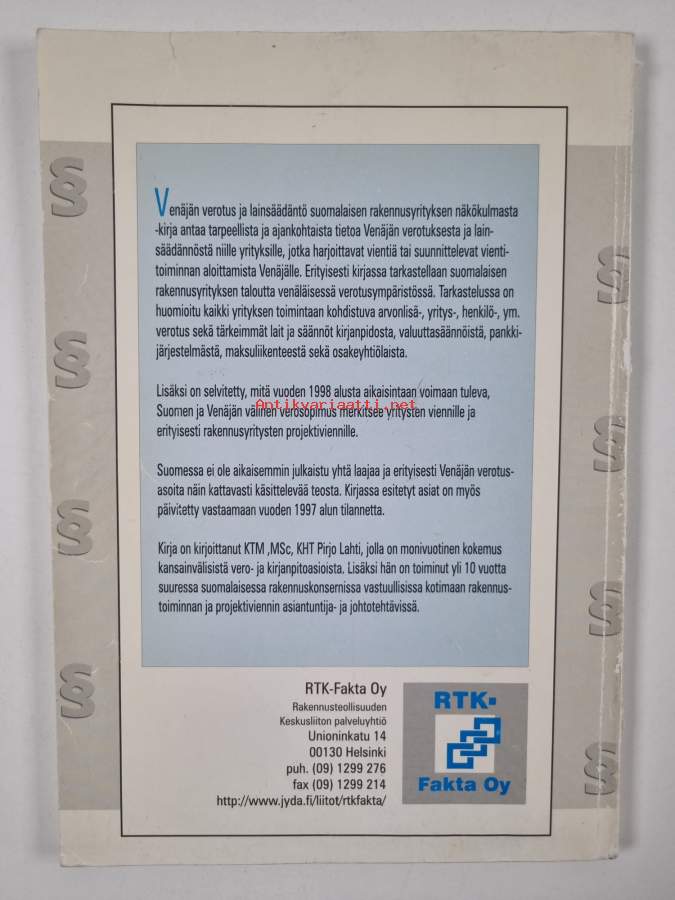 Venäjän verotus ja lainsäädäntö suomalaisen rakennusyrityksen näkökulmasta
-kirja antaa tarpeellista ja ajankohtaista tietoa Venäjän verotuksesta ja lain-
säädännöstä niille yrityksille, jotka harjoittavat vientiä tai suunnittelevat vienti-
toiminnan aloittamista Venäjälle. Erityisesti kirjassa tarkastellaan suomalaisen
rakennusyrityksen taloutta venäläisessä verotusympäristössä. Tarkastelussa on
huomioitu kaikki yrityksen toimintaan kohdistuva arvonlisä-, yritys-, henkilö-, ym.
verotus sekä tärkeimmät lait ja säännöt kirjanpidosta, valuuttasäännöistä, pankki-
järjestelmästä, maksuliikenteestä sekä osakeyhtiölaista.
Lisäksi on selvitetty, mitä vuoden 1998 alusta aikaisintaan voimaan tuleva,
Antikvariaatti.net
Suomen ja Venäjän välinen verosopimus merkitsee yritysten viennille ja
erityisesti rakennusyritysten projektiviennille.
Suomessa ei ole aikaisemmin julkaistu yhtä laajaa ja erityisesti Venäjän verotus-
asoita näin kattavasti käsittelevää teosta. Kirjassa esitetyt asiat on myös
päivitetty vastaamaan vuoden 1997 alun tilannetta.
Kirja on kirjoittanut KTM ,MSc, KHT Pirjo Lahti, jolla on monivuotinen kokemus
kansainvälisistä vero- ja kirjanpitoasioista. Lisäksi hän on toiminut yli 10 vuotta
suuressa suomalaisessa rakennuskonsernissa vastuullisissa kotimaan rakennus-
toiminnan ja projektiviennin asiantuntija- ja johtotehtävissä.
RTK-Fakta Oy
Rakennusteollisuuden
Keskusliiton palveluyhtiö
Unioninkatu 14
00130 Helsinki
puh. (09) 1299 276
fax (09) 1299 214
http://www.jyda.fi/liitot/rtkfakta/
RTK-
Fakta Oy